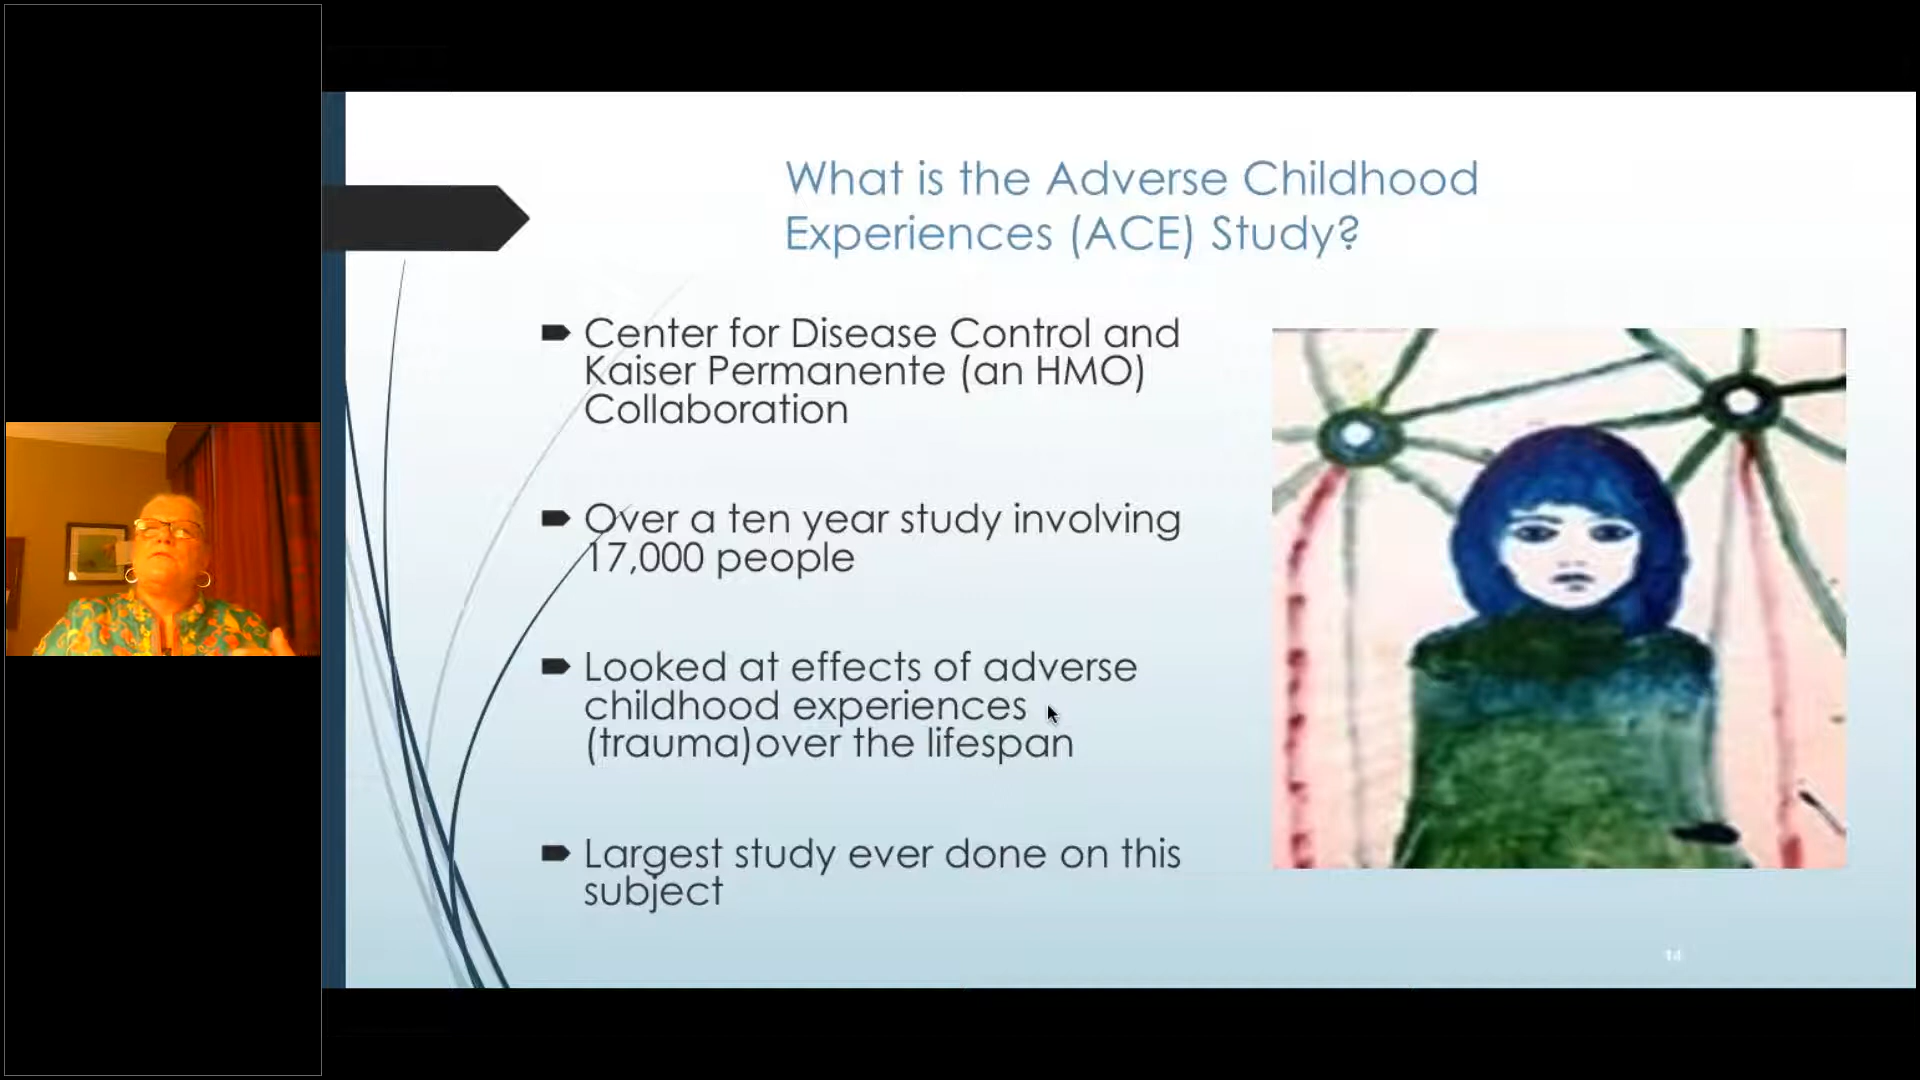 What is the Adverse Childhood
Experiences (ACE) Study?
Center for Disease Control and
Kaiser Permanente (an HMO)
Collaboration
Over a ten year study involving
17,000 people
Looked at effects of adverse
childhood experiences
(trauma)over the lifespan
Largest study ever done on this
subject
14